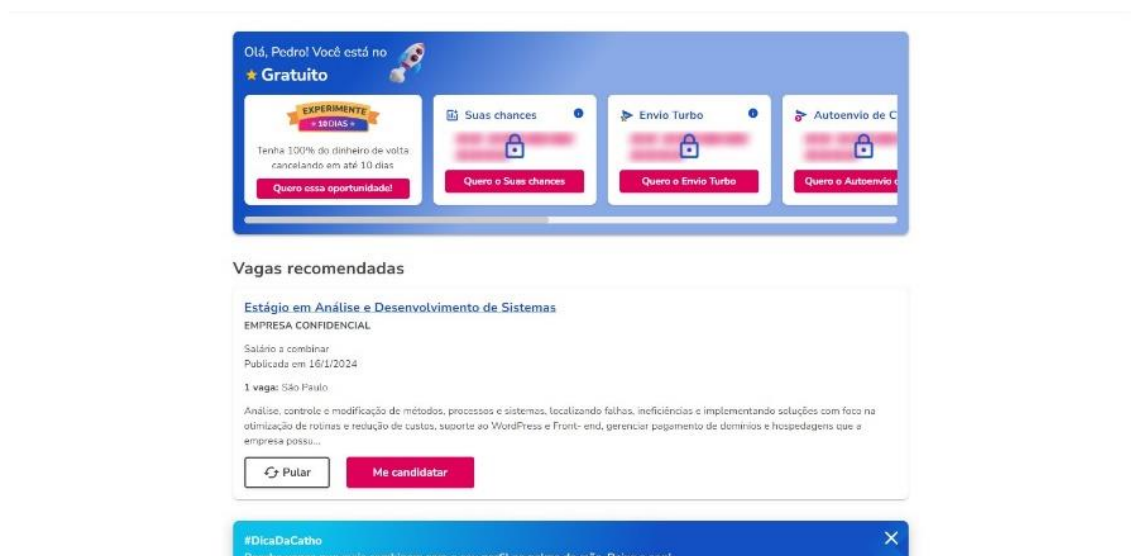 Olá, Pedro! Você está no
Gratuito
EXPERIMENTE
10 DIAS
Tenha 100% do dinheiro de volta
cancelando em até 10 dias
Quero essa oportunidade!
Suas chances
Quero o Suas chances
Envio Turbo
Quero o Envio Turbo
Autoenvio de C
Quero o Autoenvio
Vagas recomendadas
Estágio em Análise e Desenvolvimento de Sistemas
EMPRESA CONFIDENCIAL
Salário a combinar
Publicada em 16/1/2024
1 vaga: São Paulo
Análise, controle e modificação de métodos, processos e sistemas, localizando falhas, ineficiências e implementando soluções com foco na
otimização de rotinas e redução de custos, suporte ao WordPress e Front- end, gerenciar pagamento de domínios e hospedagens que a
empresa possu...
Pular
Me candidatar
#DicaDaCatho